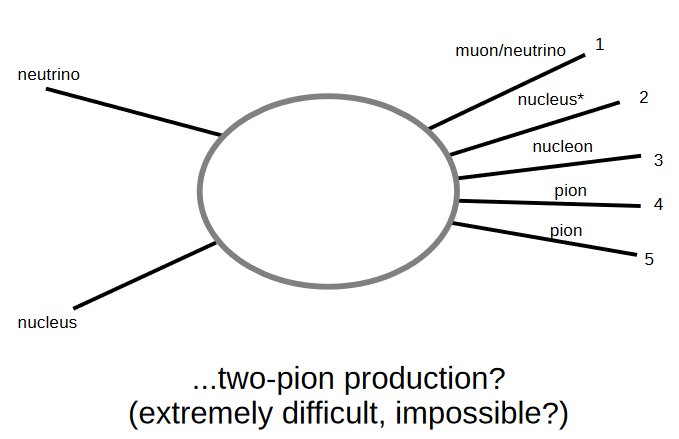 neutrino
nucleus
muon/neutrino 1
nucleus* 2
nucleon 3
pion 4
pion 5
...two-pion production?
(extremely difficult, impossible?)